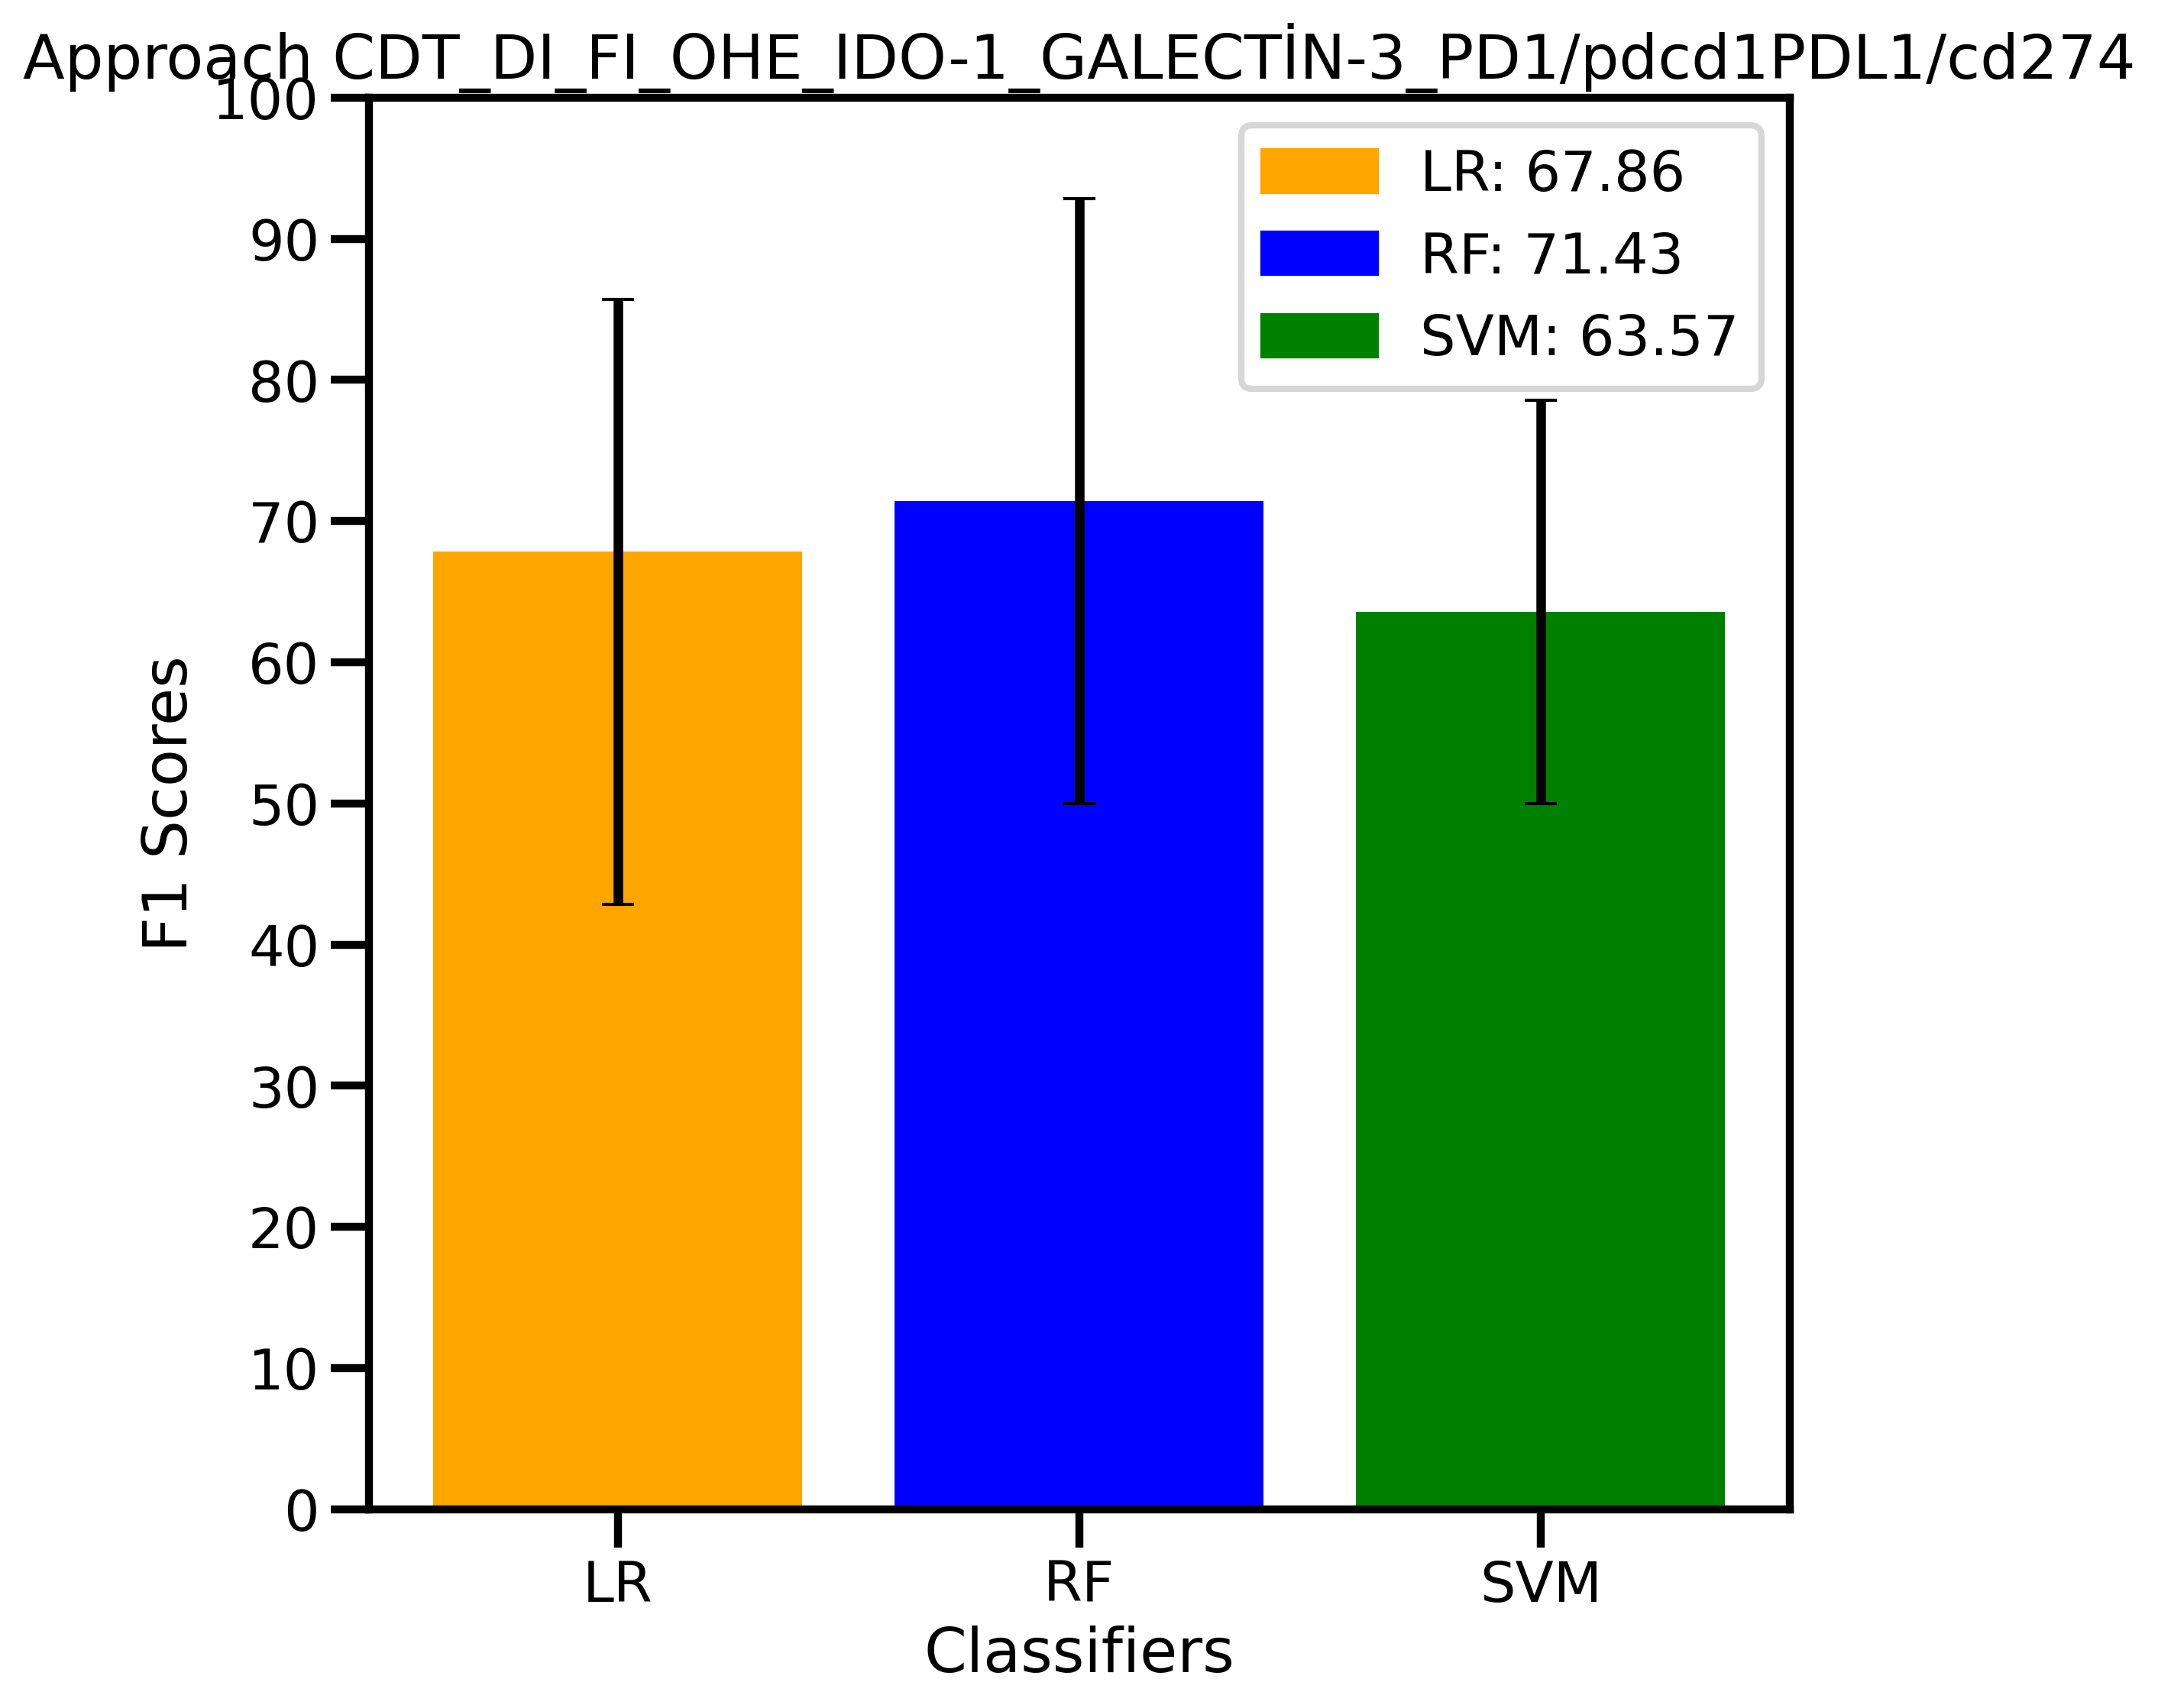 Approach CDT_DI_FI_OHE_IDO-1_GALECTİN-3_PD1/pdcd1PDL1/cd274
100
90
80
70
60
50
40
30
20
10
0
F1 Scores
LR: 67.86
RF: 71.43
SVM: 63.57
LR
RF
SVM
Classifiers